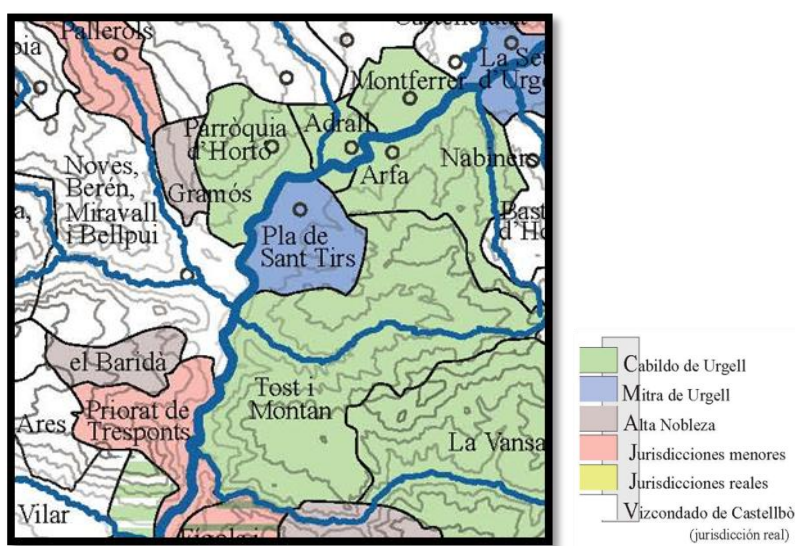 Pallerols
La Seu
d'Urge
Montferrer
Parròquia
d'Hortó
Adrall
Arfa
Nabiners
Noves,
Berén,
Miravall
i Bellpui
Gramós
Pla de
Sant Tirs
el Baridà
Priorat de
Tresponts
Tost i
Montan
La Vansa
Ares
Vilar
Cabildo de Urgell
Mitra de Urgell
Alta Nobleza
Jurisdicciones menores
Jurisdicciones reales
Vizcondado de Castellbò
(jurisdicción real)